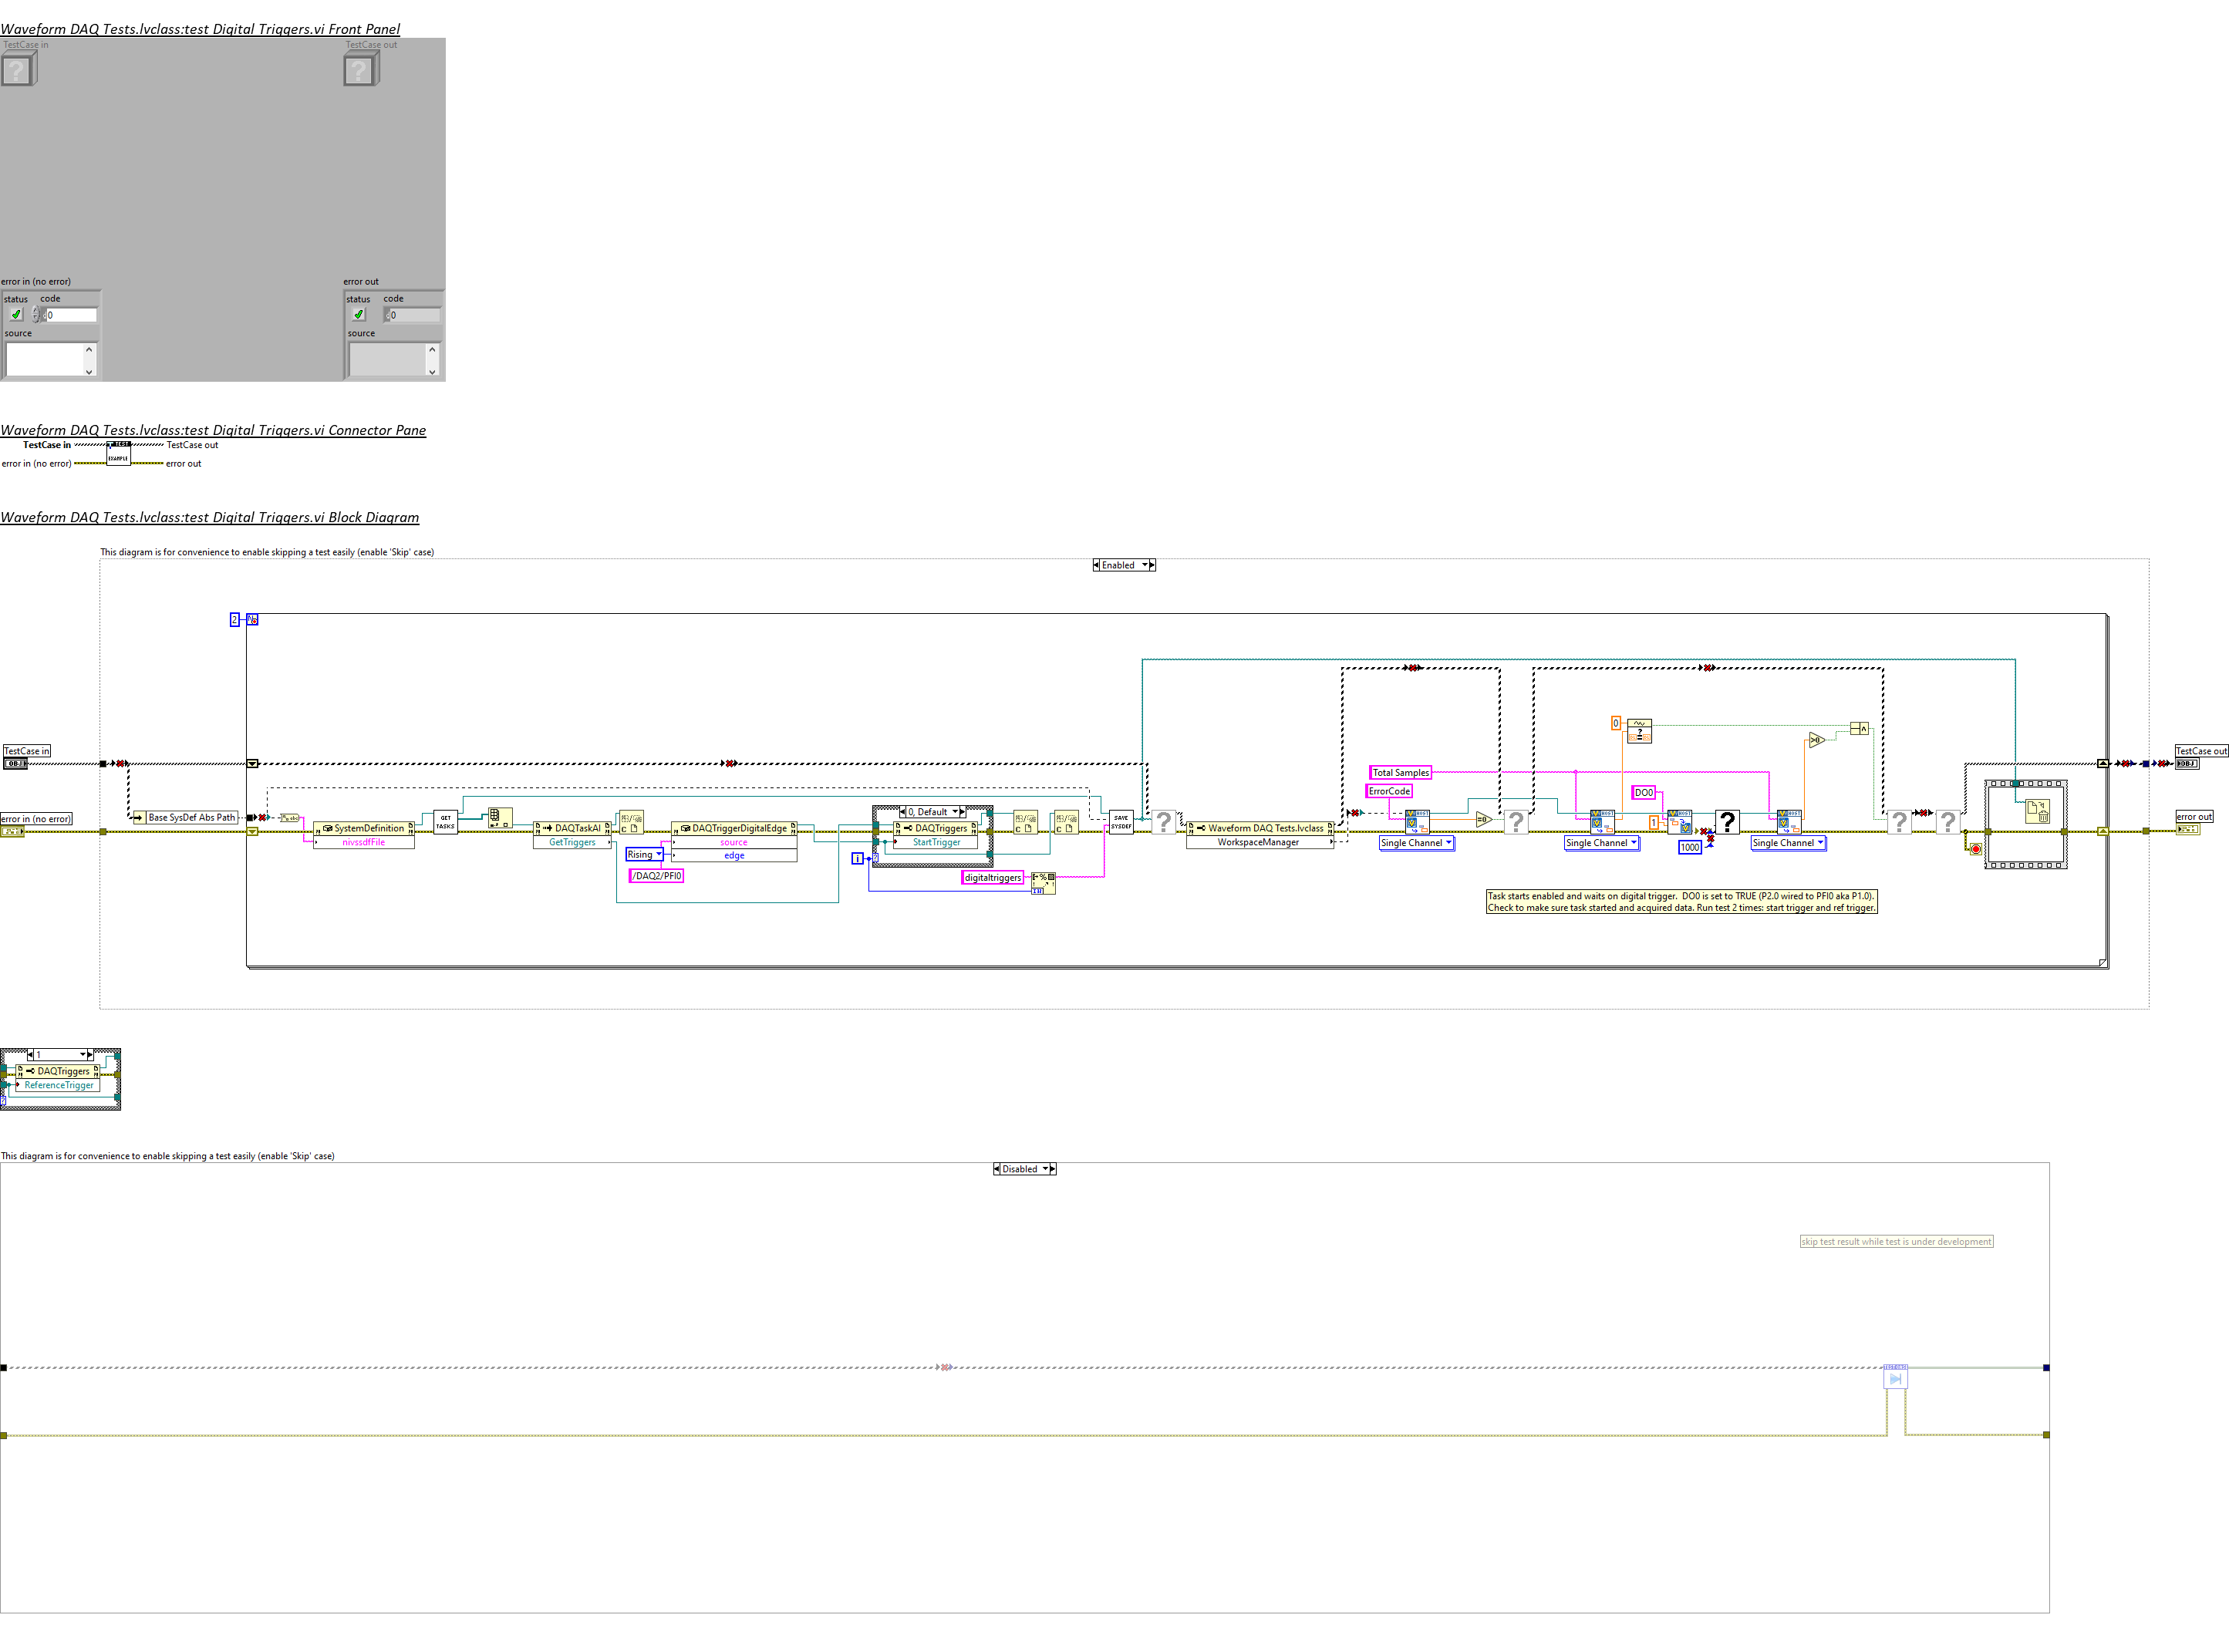 Waveform DAQ Tests.lvclass:test Digital Triggers.vi Front Panel
TestCase in
TestCase out
error in (no error)
error out
status code
status code
0
0
source
source
Waveform DAQ Tests.lvclass:test Digital Triggers.vi Connector Pane
TestCase in
TestCase out
TEST
EXAMPLE
error in (no error)
error out
Waveform DAQ Tests.lvclass:test Digital Triggers.vi Block Diagram
This diagram is for convenience to enable skipping a test easily (enable 'Skip' case)
Enabled
2
N
0
TestCase in
OBJ
TestCase out
OBJ
Total Samples
ErrorCode
DO0
error in (no error)
Base SysDef Abs Path
SystemDefinition
nivssdfFile
GET TASKS
DAQTaskAI
GetTriggers
DAQTriggerDigitalEdge
source
edge
Rising
/DAQ2/PFI0
0, Default
DAQTriggers
StartTrigger
i
digitaltriggers
SAVE SYSDEF
Waveform DAQ Tests.lvclass
WorkspaceManager
Single Channel
Single Channel
1
1000
Single Channel
error out
Task starts enabled and waits on digital trigger. DO0 is set to TRUE (P2.0 wired to PFI0 aka P1.0).
Check to make sure task started and acquired data. Run test 2 times: start trigger and ref trigger.
1
DAQTriggers
ReferenceTrigger
This diagram is for convenience to enable skipping a test easily (enable 'Skip' case)
Disabled
skip test result while test is under development